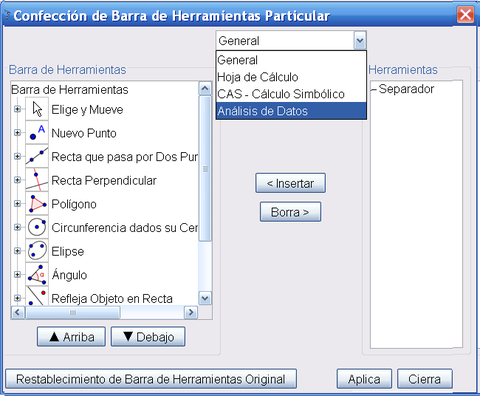 Confección de Barra de Herramientas Particular
General
General
Hoja de Cálculo
CAS - Cálculo Simbólico
Análisis de Datos
Barra de Herramientas
Barra de Herramientas
Elige y Mueve
Nuevo Punto
Recta que pasa por Dos Pur
Recta Perpendicular
Polígono
Circunferencia dados su Cer
Elipse
Ángulo
Refleja Objeto en Recta
▲ Arriba
▼ Debajo
< Insertar
Borra >
Herramientas
Separador
Restablecimiento de Barra de Herramientas Original
Aplica
Cierra